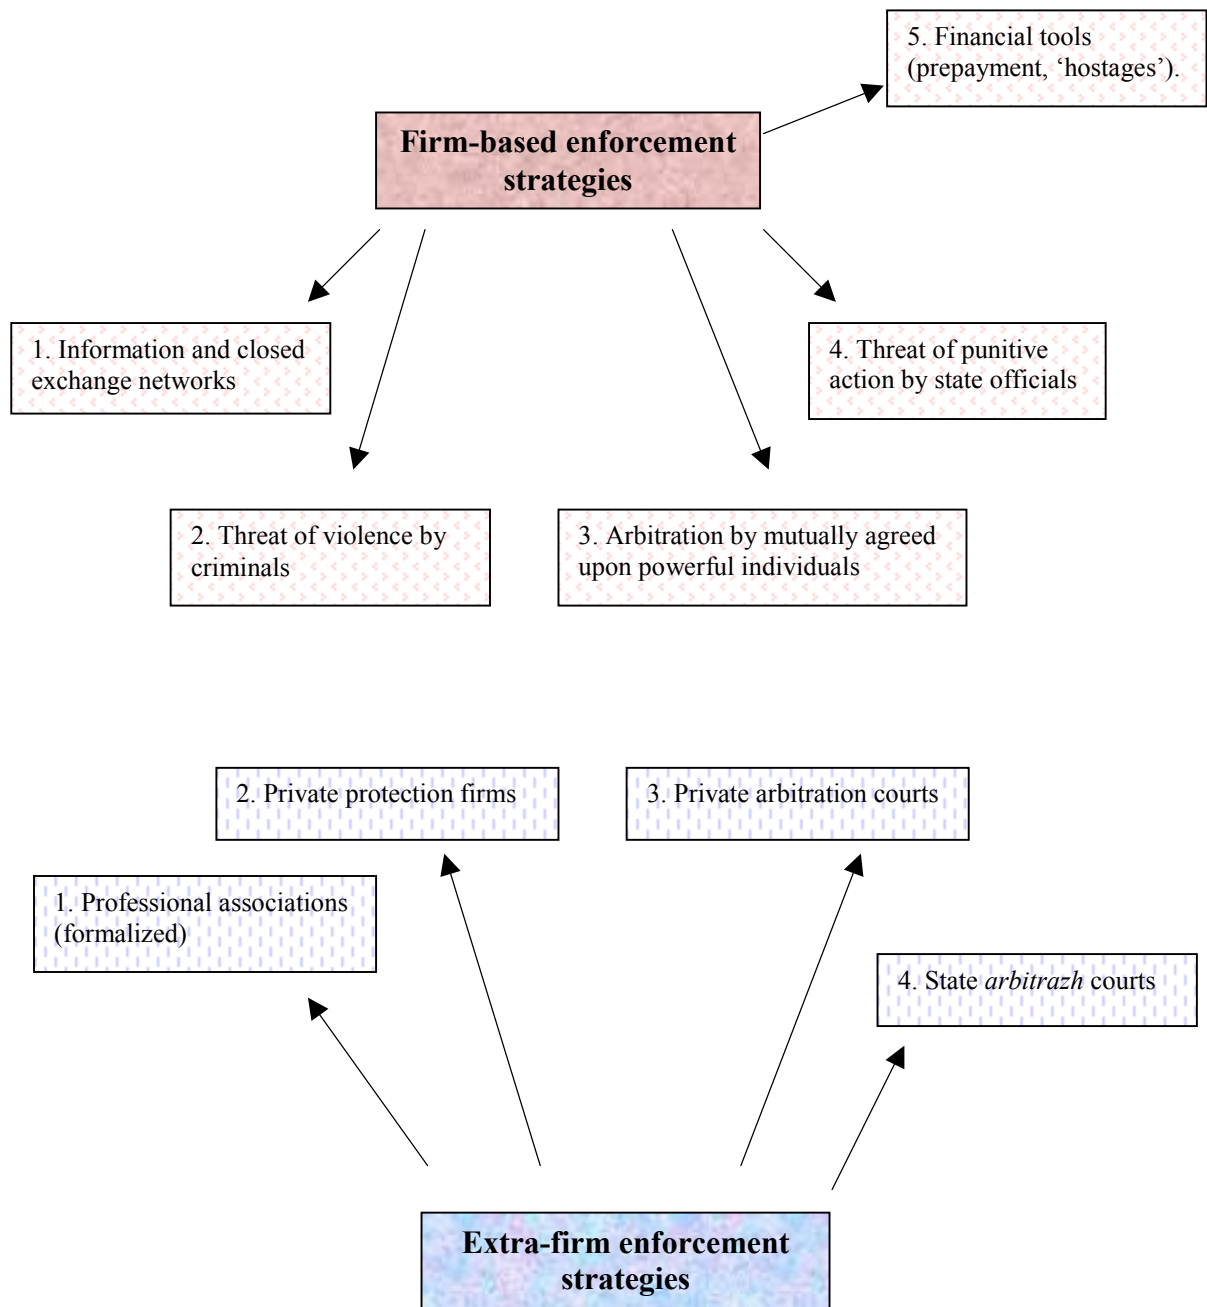 5. Financial tools
(prepayment, ‘hostages’).
Firm-based enforcement
strategies
1. Information and closed
exchange networks
4. Threat of punitive
action by state officials
2. Threat of violence by
criminals
3. Arbitration by mutually agreed
upon powerful individuals
2. Private protection firms
3. Private arbitration courts
1. Professional associations
(formalized)
4. State arbitrazh courts
Extra-firm enforcement
strategies